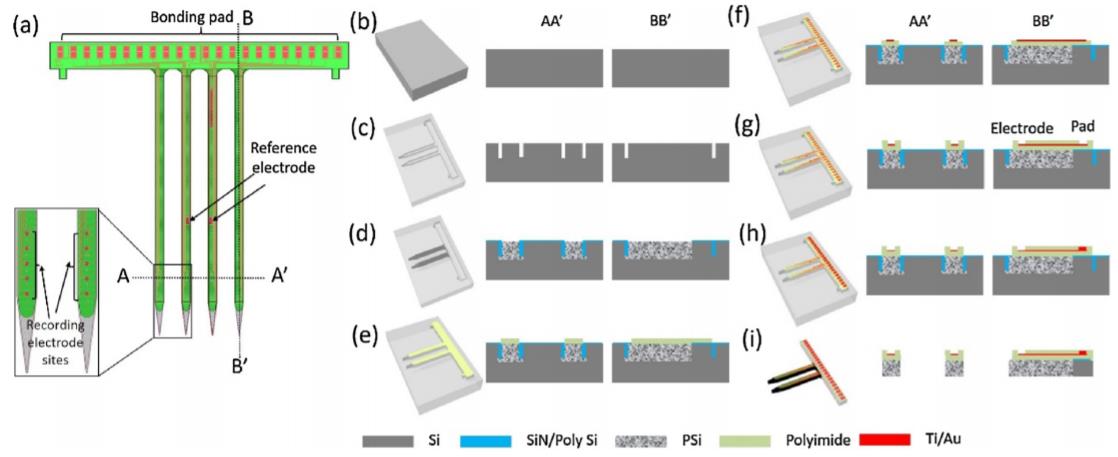 (a)
Bonding pad
B
Reference
electrode
A
A’
Recording
electrode
sites
B’
(b)
AA’
BB’
(c)
(d)
(e)
(f)
AA’
BB’
(g)
Electrode
Pad
(h)
(i)
Si
SiN/Poly Si
PSi
Polyimide
Ti/Au